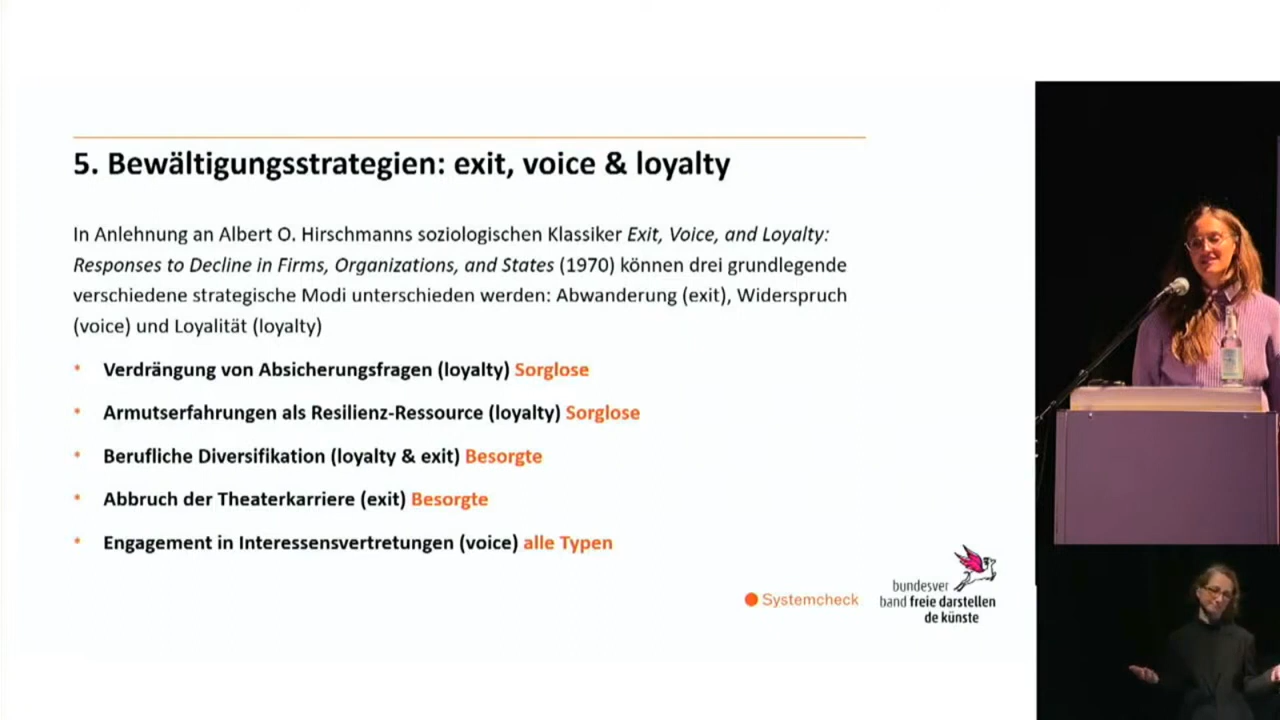 5. Bewältigungsstrategien: exit, voice & loyalty
In Anlehnung an Albert O. Hirschmanns soziologischen Klassiker Exit, Voice, and Loyalty:
Responses to Decline in Firms, Organizations, and States (1970) können drei grundlegende
verschiedene strategische Modi unterschieden werden: Abwanderung (exit), Widerspruch
(voice) und Loyalität (loyalty)
• Verdrängung von Absicherungsfragen (loyalty) Sorglose
• Armutserfahrungen als Resilienz-Ressource (loyalty) Sorglose
• Berufliche Diversifikation (loyalty & exit) Besorgte
• Abbruch der Theaterkarriere (exit) Besorgte
• Engagement in Interessensvertretungen (voice) alle Typen
Systemcheck
bundesver
band freie darstellen
de künste